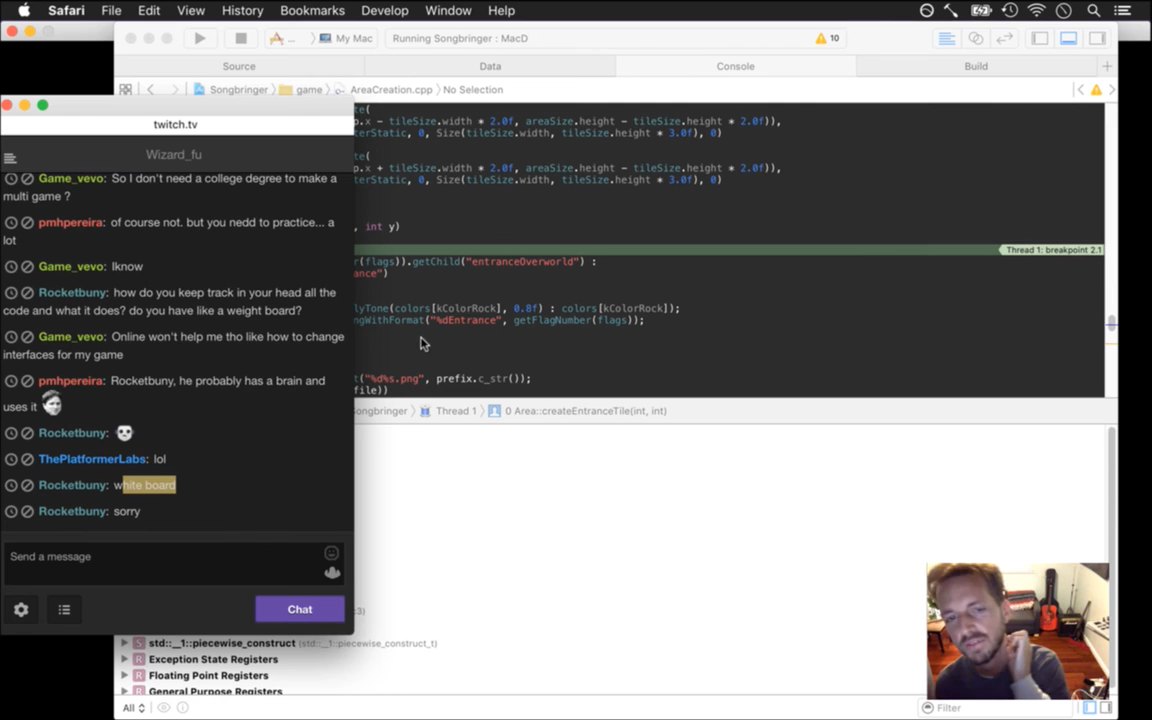 Safari File Edit View History Bookmarks Develop Window Help
My Mac Running Songbringer : MacD 10
Source Data Console Build
Songbringer game AreaCreation.cpp No Selection
twitch.tv
Wizard_fu
Game_vevo: So I don't need a college degree to make a
multi game ?
pmhpereira: of course not. but you nedd to practice... a
lot
Game_vevo: Iknow
Rocketbuny: how do you keep track in your head all the
code and what it does? do you have like a weight board?
Game_vevo: Online won't help me tho like how to change
interfaces for my game
pmhpereira: Rocketbuny, he probably has a brain and
uses it
Rocketbuny:
ThePlatformerLabs: lol
Rocketbuny: white board
Rocketbuny: sorry
Send a message
Chat
te(
p.x - tileSize.width * 2.0f, areaSize.height - tileSize.height * 2.0f)),
terStatic, 0, Size(tileSize.width, tileSize.height * 3.0f), 0)
te(
p.x + tileSize.width * 2.0f, areaSize.height - tileSize.height * 2.0f)),
terStatic, 0, Size(tileSize.width, tileSize.height * 3.0f), 0)
, int y)
Thread 1: breakpoint 2.1
r(flags)).getChild("entranceOverworld") :
ance")
lyTone(colors[kColorRock], 0.8f) : colors[kColorRock]);
ngWithFormat("%dEntrance", getFlagNumber(flags));
t("%d%s.png", prefix.c_str());
file))
Songbringer Thread 1 0 Area::createEntranceTile(int, int)
:3)
S std::__1::piecewise_construct (std::__1::piecewise_construct_t)
R Exception State Registers
R Floating Point Registers
R General Purpose Registers
All Filter